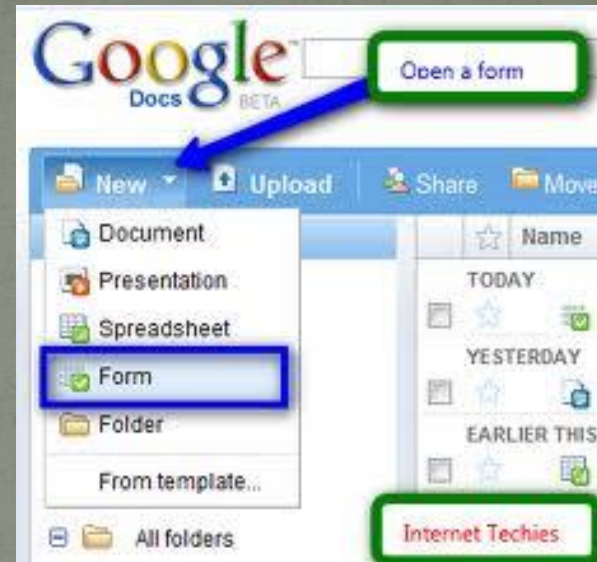 Google
Docs BETA
Open a form
New Upload Share Move
Document
Presentation
Spreadsheet
Form
Folder
From template...
All folders
Name
TODAY
YESTERDAY
EARLIER THIS
Internet Techies